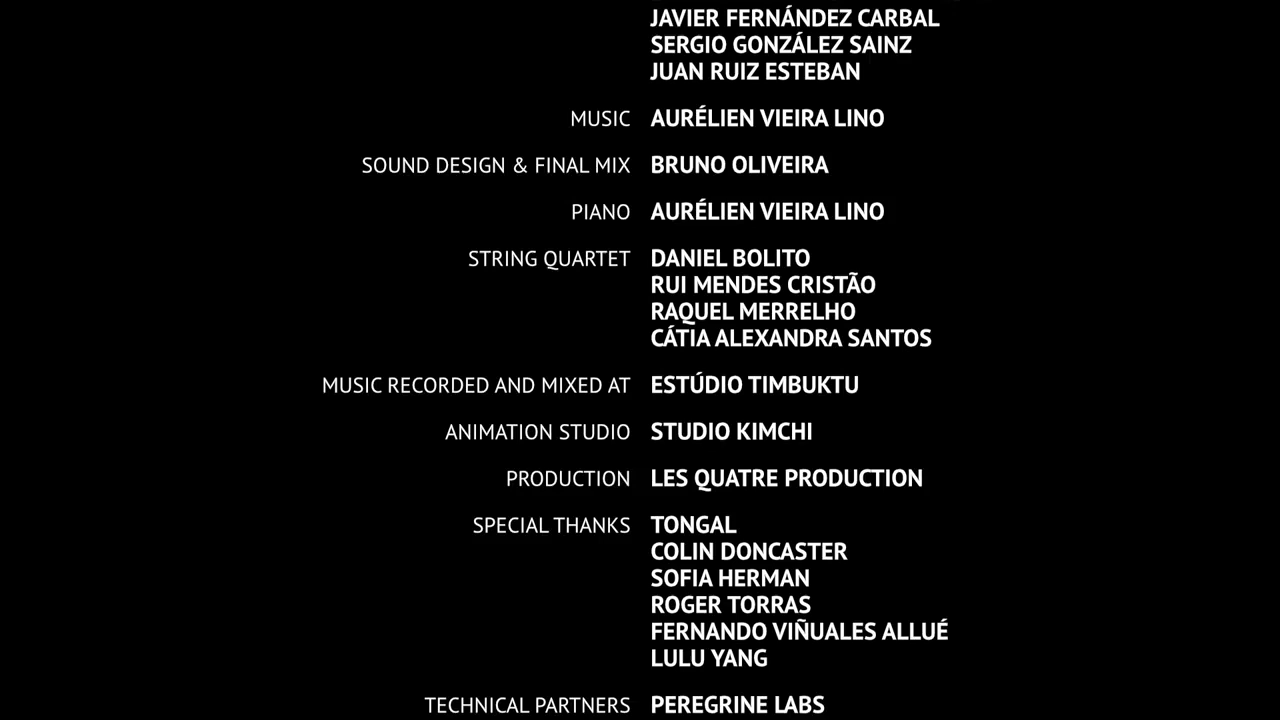 JAVIER FERNÁNDEZ CARBAL
SERGIO GONZÁLEZ SAINZ
JUAN RUIZ ESTEBAN
MUSIC AURÉLIEN VIEIRA LINO
SOUND DESIGN & FINAL MIX BRUNO OLIVEIRA
PIANO AURÉLIEN VIEIRA LINO
STRING QUARTET DANIEL BOLITO
RUI MENDES CRISTÃO
RAQUEL MERRELHO
CÁTIA ALEXANDRA SANTOS
MUSIC RECORDED AND MIXED AT ESTÚDIO TIMBUKTU
ANIMATION STUDIO STUDIO KIMCHI
PRODUCTION LES QUATRE PRODUCTION
SPECIAL THANKS TONGAL
COLIN DONCASTER
SOFIA HERMAN
ROGER TORRAS
FERNANDO VIÑUALES ALLUÉ
LULU YANG
TECHNICAL PARTNERS PEREGRINE LABS